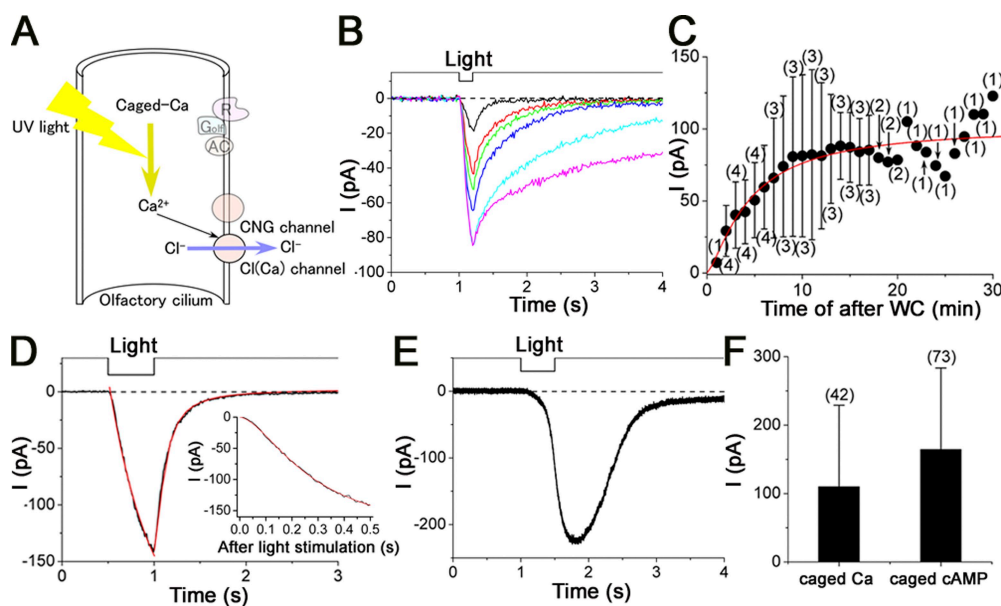 A
UV light
Caged-Ca
R
Golf
AC
Ca2+
CNG channel
Cl-
Cl-
Cl(Ca) channel
Olfactory cilium
B
Light
0
-20
-40
-60
-80
-100
I (pA)
0 1 2 3 4
Time (s)
C
150
100
50
0
I (pA)
(1)
(4)
(4)
(4)
(4)
(4)
(3)
(3)
(3)
(3)
(3)
(3)
(3)
(3)
(3)
(3)
(3)
(2)
(2)
(2)
(1)
(1)
(1)
(1)
(1)
(1)
(1)
(1)
(1)
(1)
0 10 20 30
Time of after WC (min)
D
Light
0
-50
-100
-150
I (pA)
0 1 2 3
Time (s)
0
-25
-50
-75
-100
-125
-150
I (pA)
0.0 0.1 0.2 0.3 0.4 0.5
After light stimulation (s)
E
Light
0
-100
-200
I (pA)
0 1 2 3 4
Time (s)
F
300
200
100
0
I (pA)
(42)
(73)
caged Ca
caged cAMP